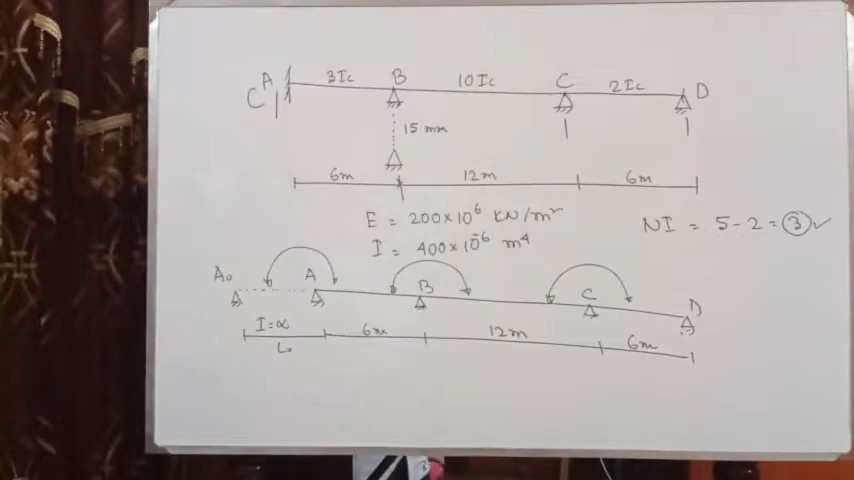 A 3Ic B 10Ic C 2Ic D
15 mm
6m 12m 6m
E = 200×10⁶ KN/m²
NI = 5-2 = 3 ✓
I = 400×10⁻⁶ m⁴
A₀ A B C D
I=∝ 6m 12m 6m
L₀